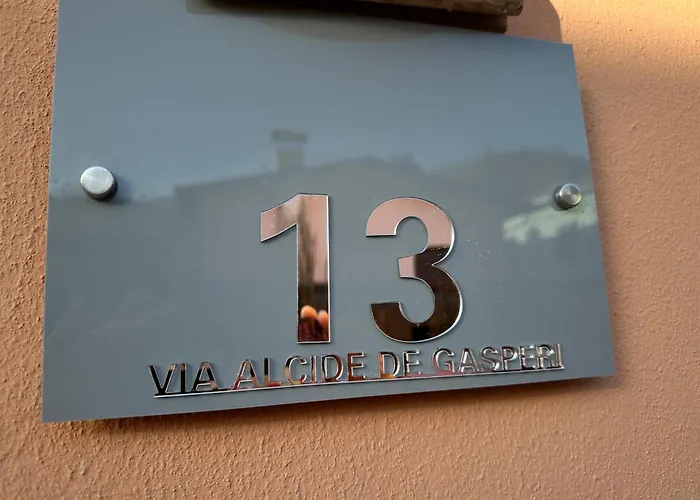 13
VIA ALCIDE DE GASPERI